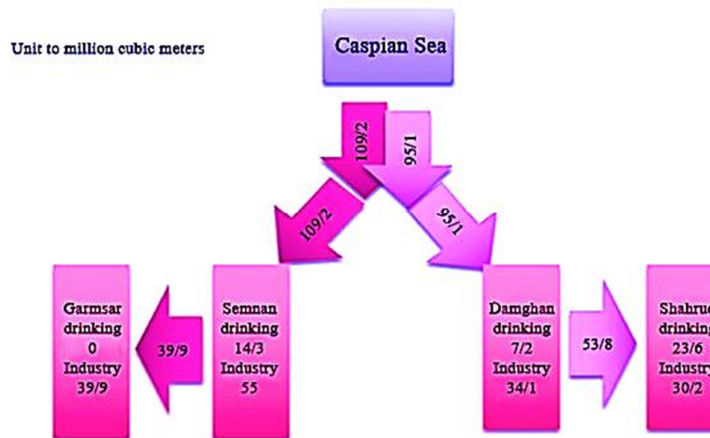 Unit to million cubic meters
Caspian Sea
109/2
95/1
109/2
95/1
Garmsar
drinking
0
Industry
39/9
39/9
Semnan
drinking
14/3
Industry
55
Damghan
drinking
7/2
Industry
34/1
53/8
Shahrud
drinking
23/6
Industry
30/2